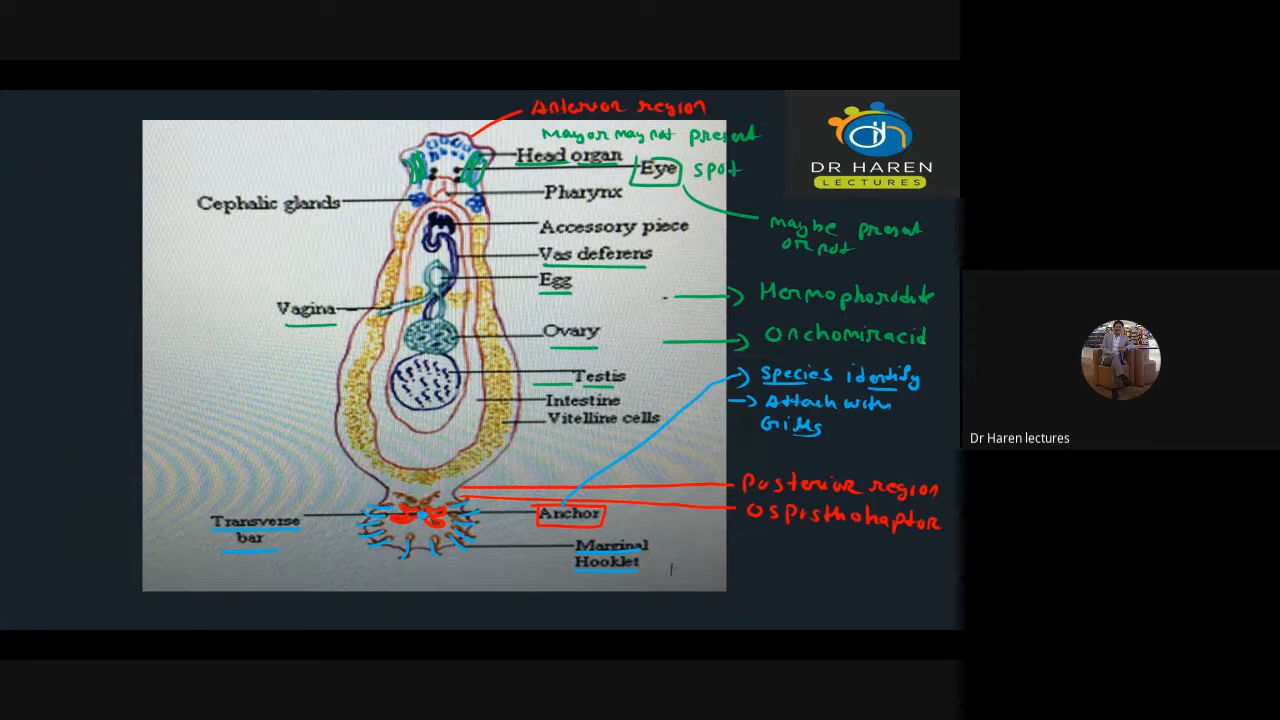 Anterior region
May or may not present
Head organ
Eye spot
DR HAREN
LECTURES
Pharynx
Cephalic glands
Accessory piece
may be present
or not
Vas deferens
Egg
Hermophorodite
Vagina
Ovary
Onchomiracid
Testis
Species identify
Intestine
Attach with
Gills
Vitelline cells
Dr Haren lectures
Posterior region
Transverse
bar
Anchor
Ospisthohaptor
Marginal
Hooklet